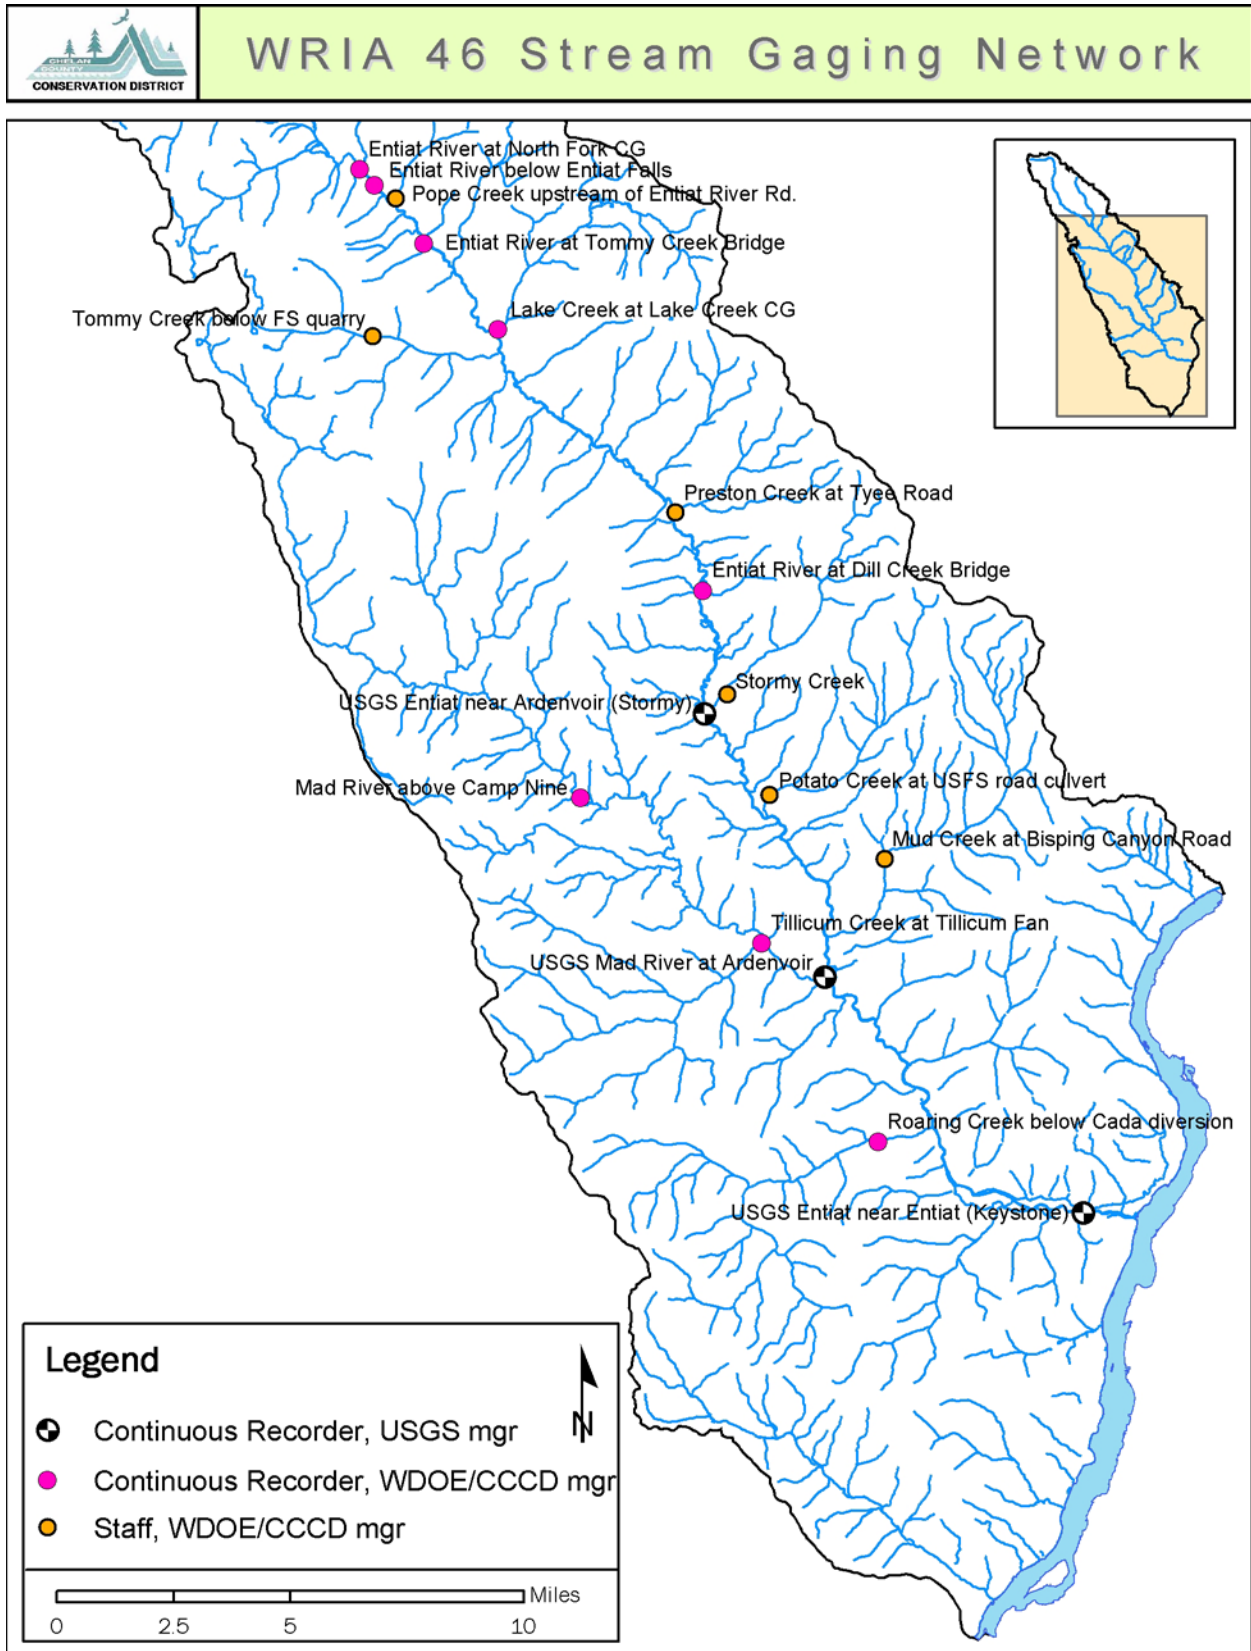 CHELAN
COUNTY
CONSERVATION DISTRICT
WRIA 46 Stream Gaging Network
Entiat River at North Fork CG
Entiat River below Entiat Falls
Pope Creek upstream of Entiat River Rd.
Entiat River at Tommy Creek Bridge
Lake Creek at Lake Creek CG
Tommy Creek below FS quarry
Preston Creek at Tyee Road
Entiat River at Dill Creek Bridge
Stormy Creek
USGS Entiat near Ardenvoir (Stormy)
Potato Creek at USFS road culvert
Mad River above Camp Nine
Mud Creek at Bisping Canyon Road
Tillicum Creek at Tillicum Fan
USGS Mad River at Ardenvoir
Roaring Creek below Cada diversion
USGS Entiat near Entiat (Keystone)
Legend
N
Continuous Recorder, USGS mgr
Continuous Recorder, WDOE/CCCD mgr
Staff, WDOE/CCCD mgr
Miles
0 2.5 5 10